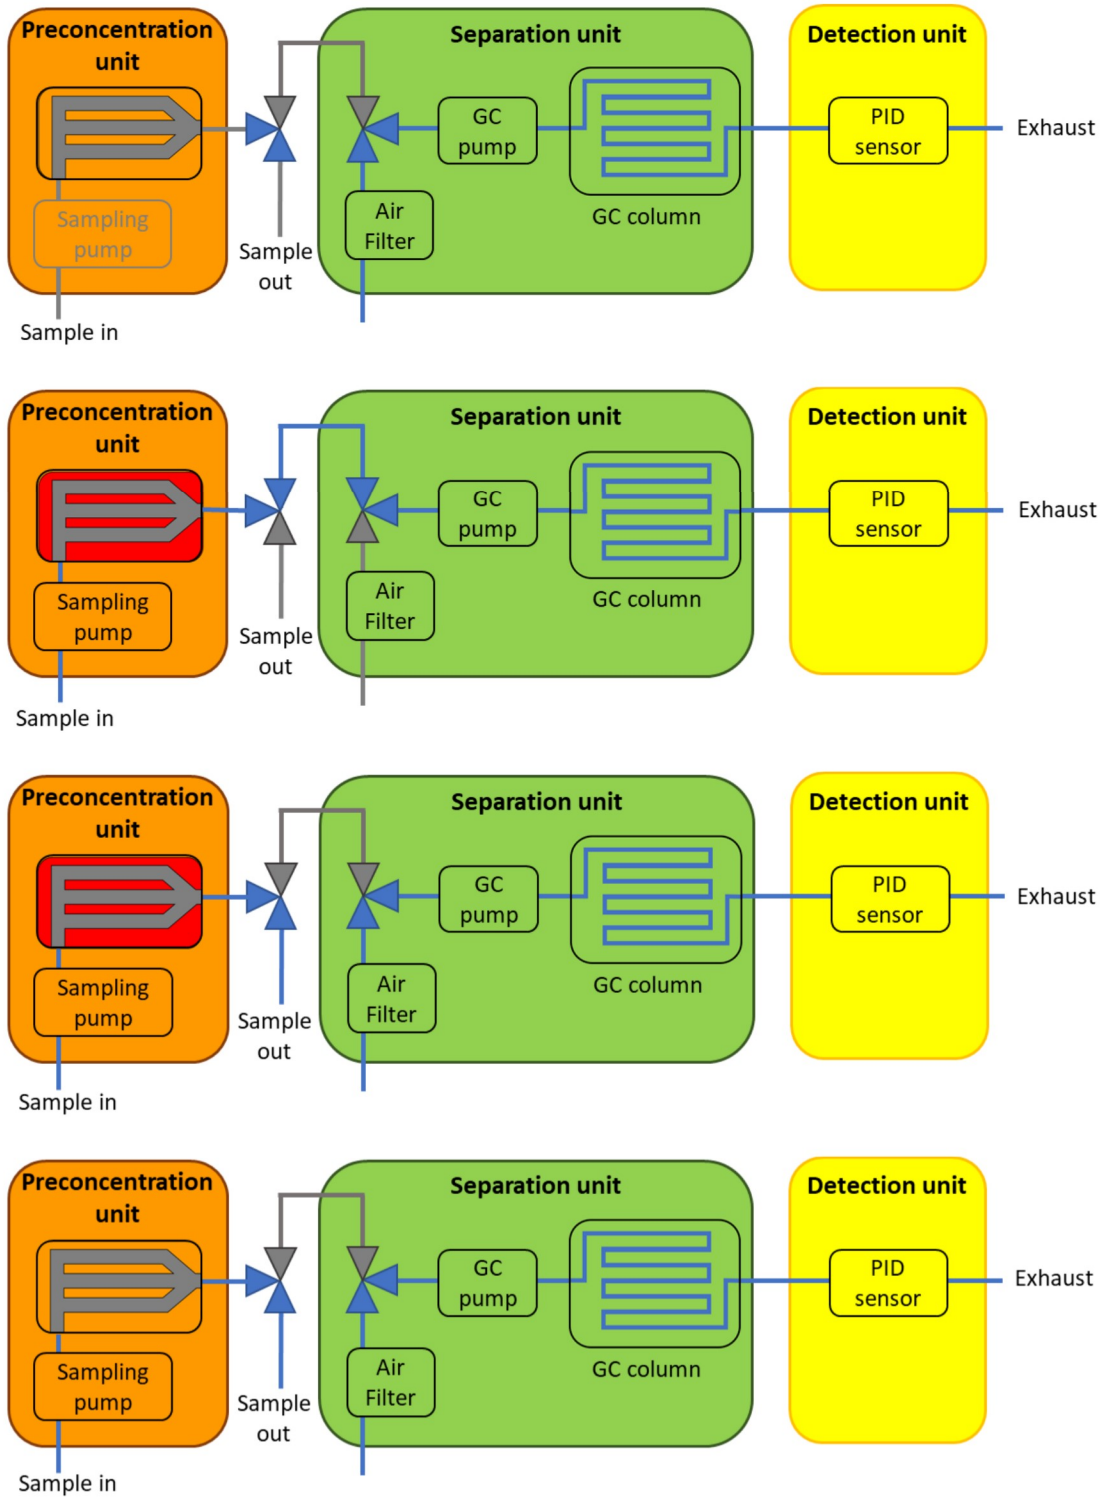 Preconcentration
unit
Separation unit
Detection unit
GC
pump
PID
sensor
Exhaust
Sampling
pump
Air
Filter
GC column
Sample
out
Sample in
Preconcentration
unit
Separation unit
Detection unit
GC
pump
PID
sensor
Exhaust
Sampling
pump
Air
Filter
GC column
Sample
out
Sample in
Preconcentration
unit
Separation unit
Detection unit
GC
pump
PID
sensor
Exhaust
Sampling
pump
Air
Filter
GC column
Sample
out
Sample in
Preconcentration
unit
Separation unit
Detection unit
GC
pump
PID
sensor
Exhaust
Sampling
pump
Air
Filter
GC column
Sample
out
Sample in